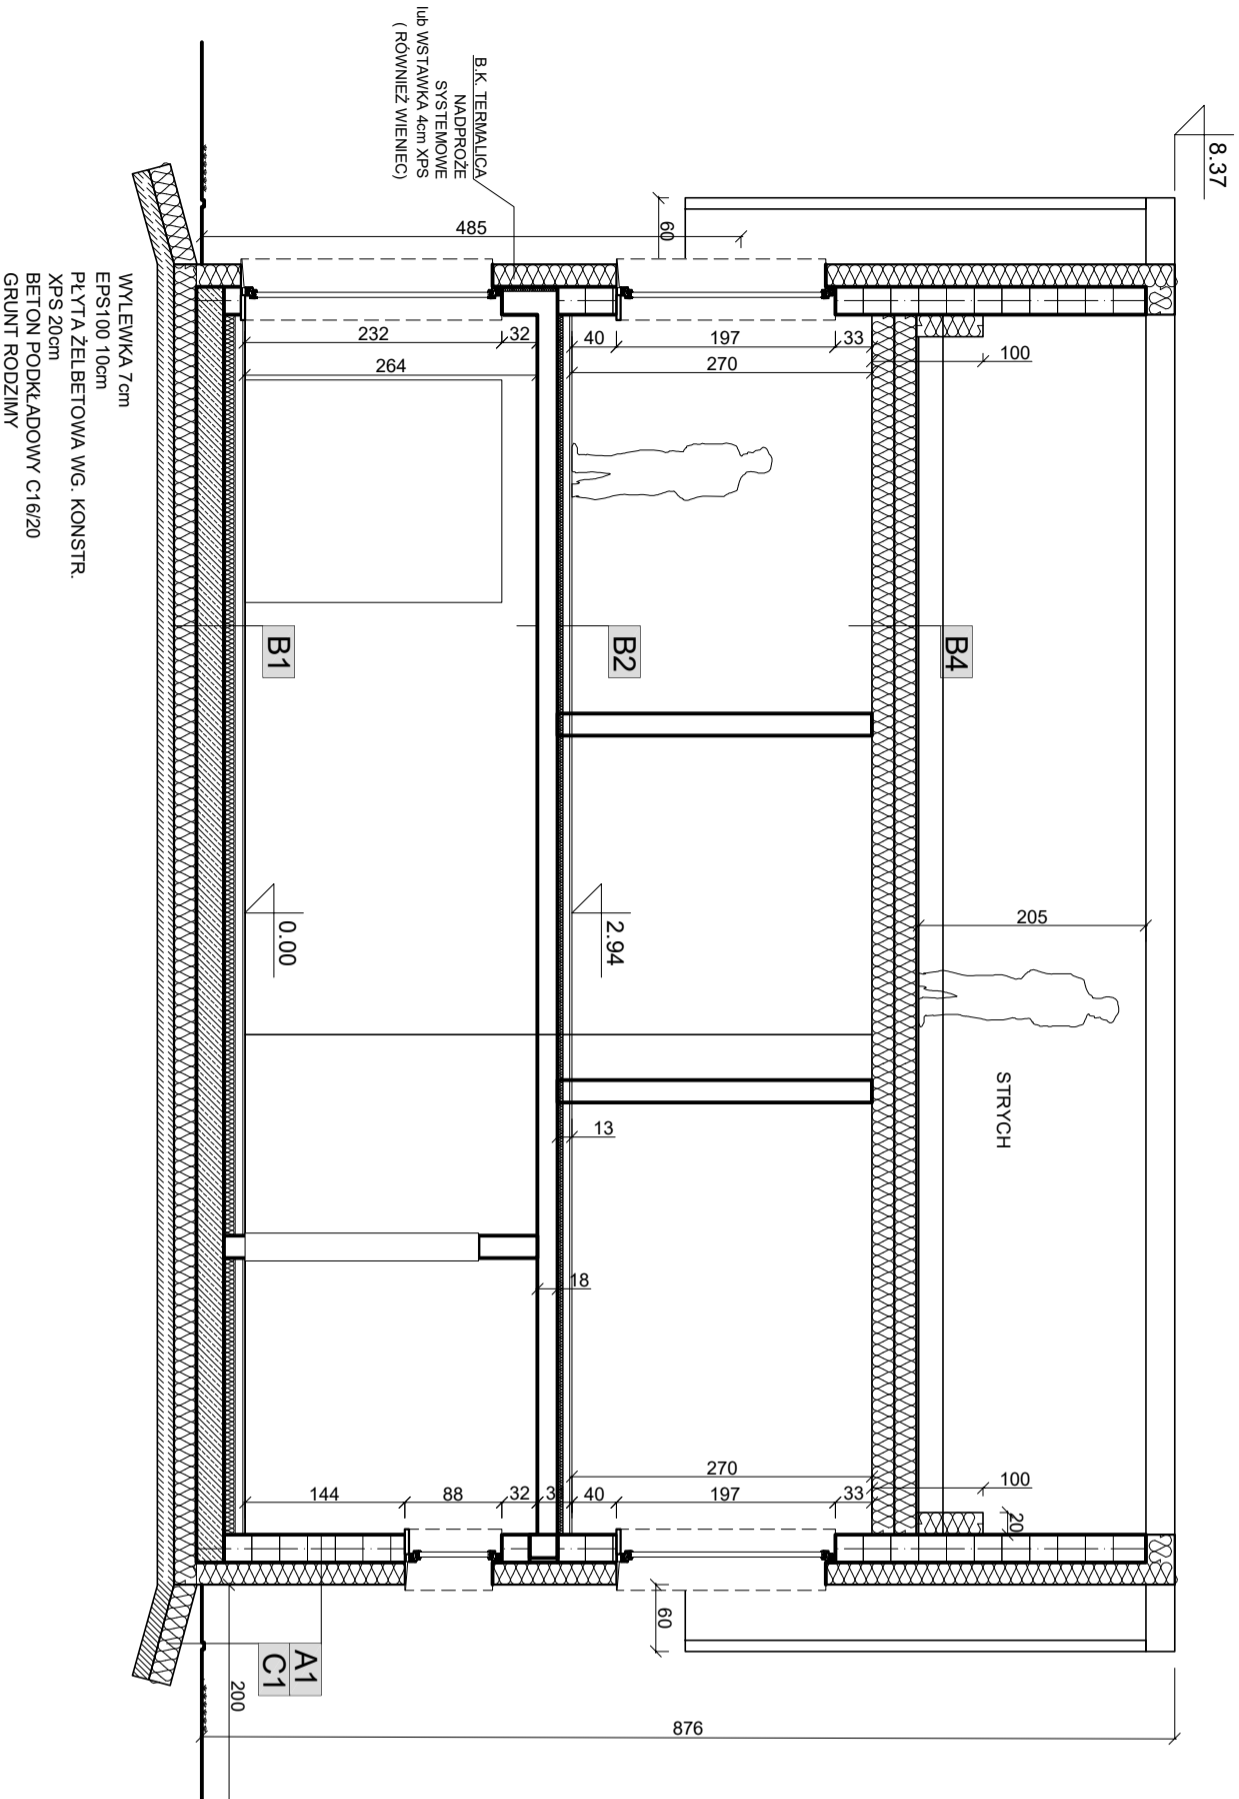 8.37
B.K. TERMALICA
NADPROŻE
SYSTEMOWE
lub WSTAWKA 4cm XPS
( RÓWNIEŻ WIENIEC)
60
485
232
32
40
197
33
264
270
100
B1
B2
B4
0.00
2.94
205
STRYCH
13
18
270
100
144
88
32
40
197
33
20
60
A1
C1
200
876
WYLEWKA 7cm
EPS100 10cm
PŁYTA ŻELBETOWA WG. KONSTR.
XPS 20cm
BETON PODKŁADOWY C16/20
GRUNT RODZIMY